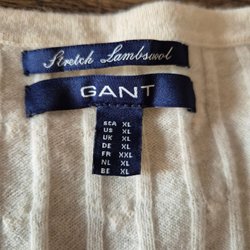 Stretch Lambswool
GANT
SCA XL
US XL
UK XL
DE XL
FR XXL
NL XL
BE XL